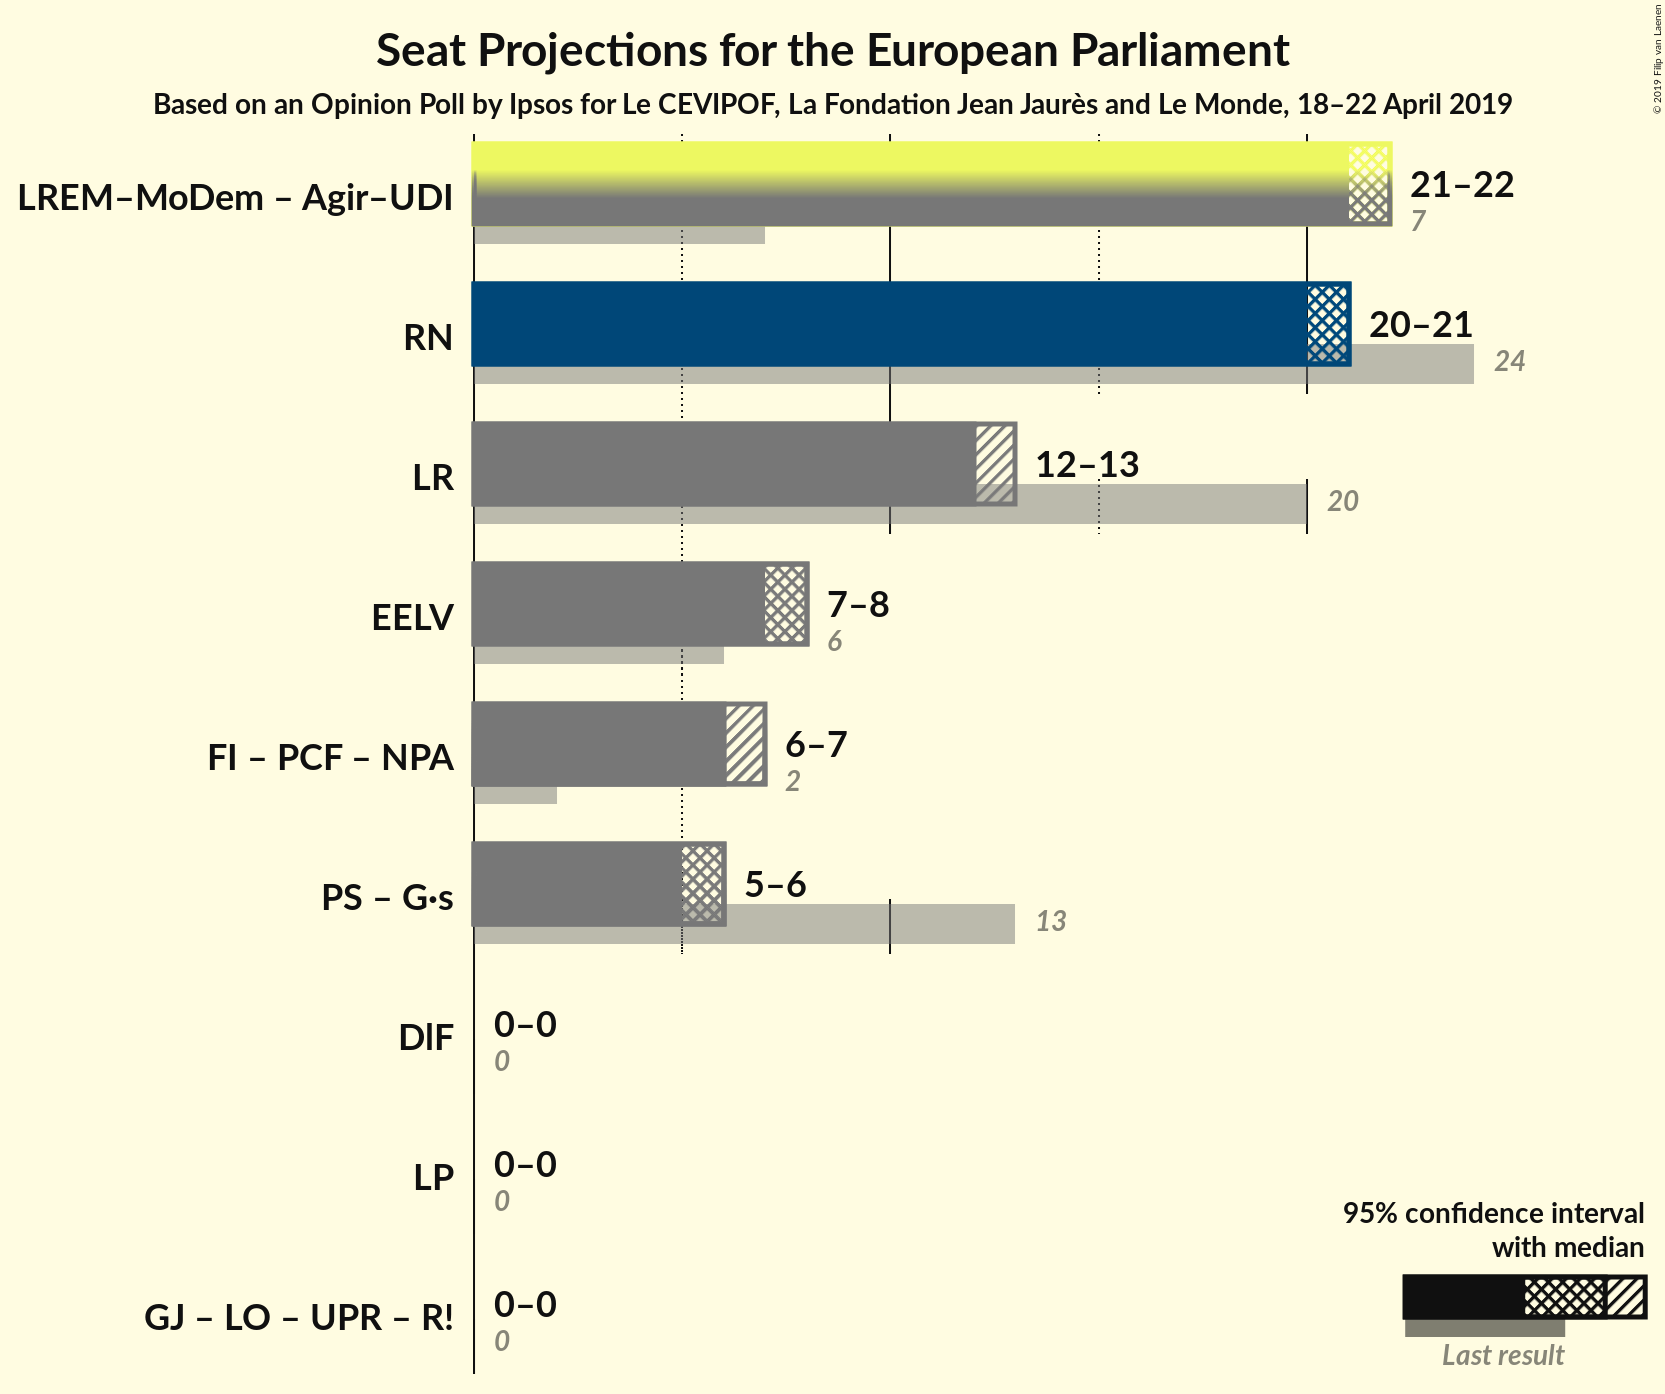 Seat Projections for the European Parliament
Based on an Opinion Poll by Ipsos for Le CEVIPOF, La Fondation Jean Jaurès and Le Monde, 18–22 April 2019
© 2019 Filip van Laenen
LREM–MoDem – Agir–UDI
21–22
7
RN
20–21
24
LR
12–13
20
EELV
7–8
6
FI – PCF – NPA
6–7
2
PS – G·s
5–6
13
DlF
0–0
0
LP
0–0
0
GJ – LO – UPR – R!
0–0
0
95% confidence interval
with median
Last result